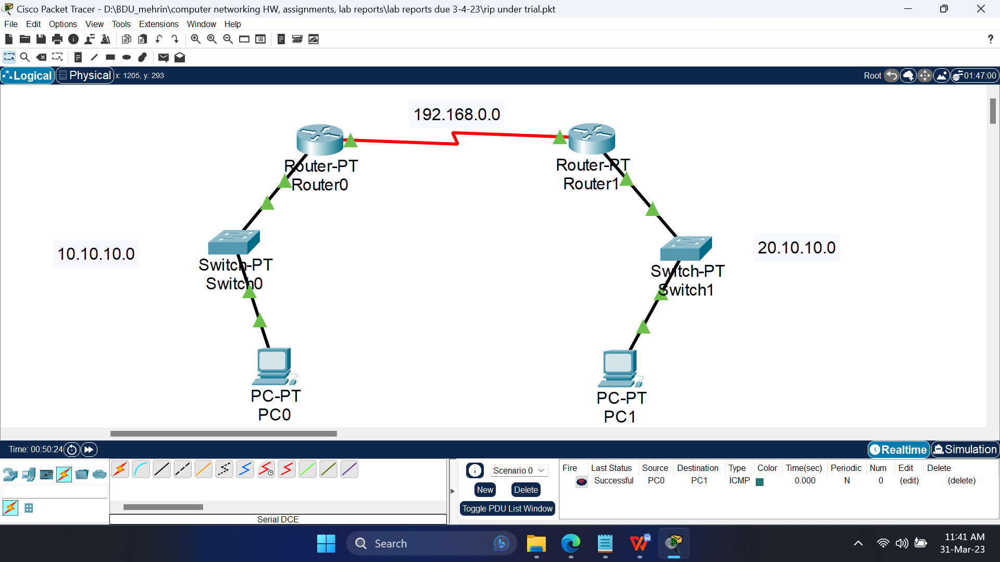 Cisco Packet Tracer - D:\BDU_mehrin\computer networking HW, assignments, lab reports\lab reports due 3-4-23\rip under trial.pkt
File Edit Options View Tools Extensions Window Help
?
Logical Physical x: 1205, y: 293 Root 01:47:00
192.168.0.0
Router-PT
Router0
Router-PT
Router1
10.10.10.0
20.10.10.0
Switch-PT
Switch0
Switch-PT
Switch1
PC-PT
PC0
PC-PT
PC1
Time: 00:50:24 Realtime Simulation
Scenario 0
New Delete
Toggle PDU List Window
Fire Last Status Source Destination Type Color Time(sec) Periodic Num Edit Delete
Successful PC0 PC1 ICMP 0.000 N 0 (edit) (delete)
Serial DCE
Search
11:41 AM
31-Mar-23